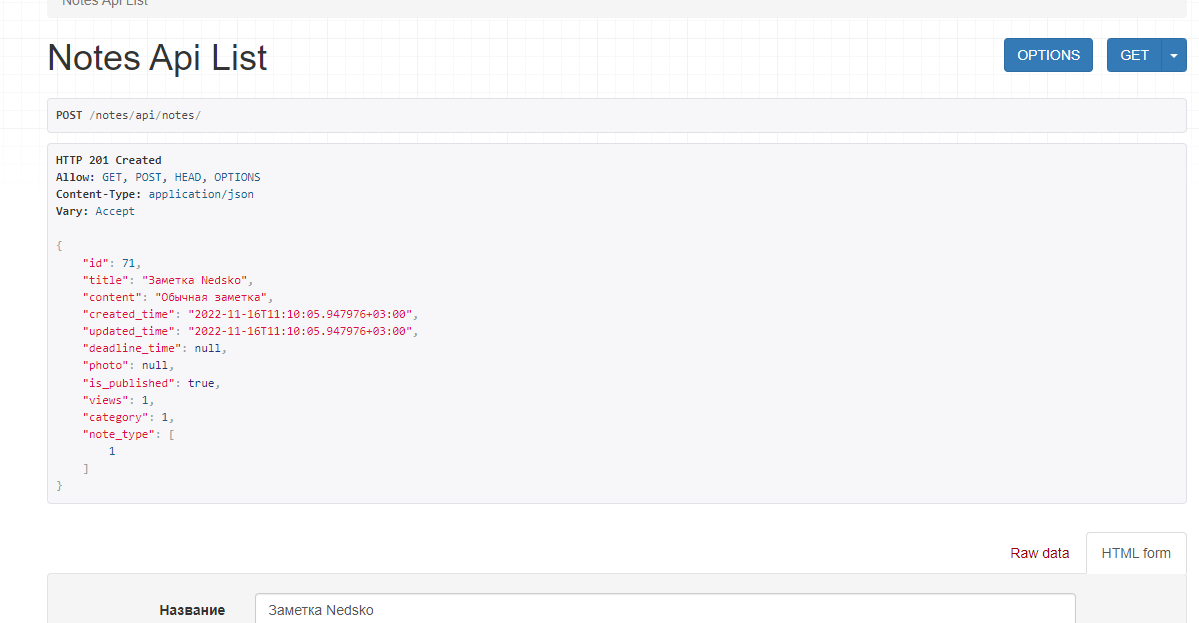 Notes Api List
Notes Api List
OPTIONS
GET
POST /notes/api/notes/
HTTP 201 Created
Allow: GET, POST, HEAD, OPTIONS
Content-Type: application/json
Vary: Accept
{
"id": 71,
"title": "Заметка Nedsko",
"content": "Обычная заметка",
"created_time": "2022-11-16T11:10:05.947976+03:00",
"updated_time": "2022-11-16T11:10:05.947976+03:00",
"deadline_time": null,
"photo": null,
"is_published": true,
"views": 1,
"category": 1,
"note_type": [
1
]
}
Raw data
HTML form
Название
Заметка Nedsko